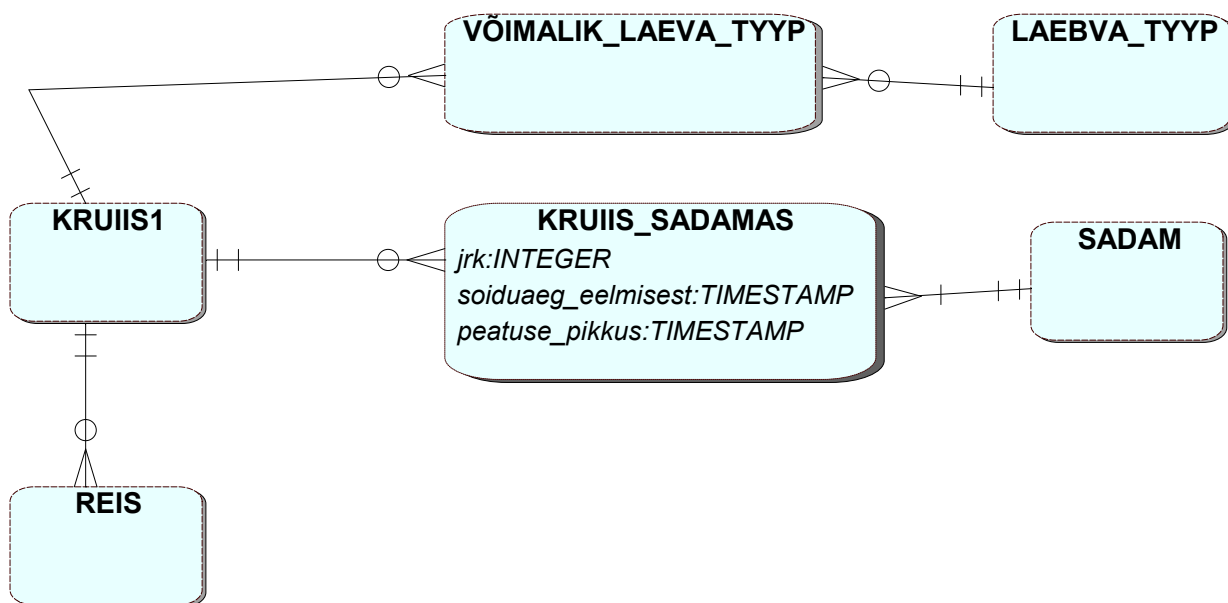 VÕIMALIK_LAEVA_TYYP
LAEBVA_TYYP
KRUIIS1
KRUIIS_SADAMAS
jrk:INTEGER
soiduaeg_eelmisest:TIMESTAMP
peatuse_pikkus:TIMESTAMP
SADAM
REIS